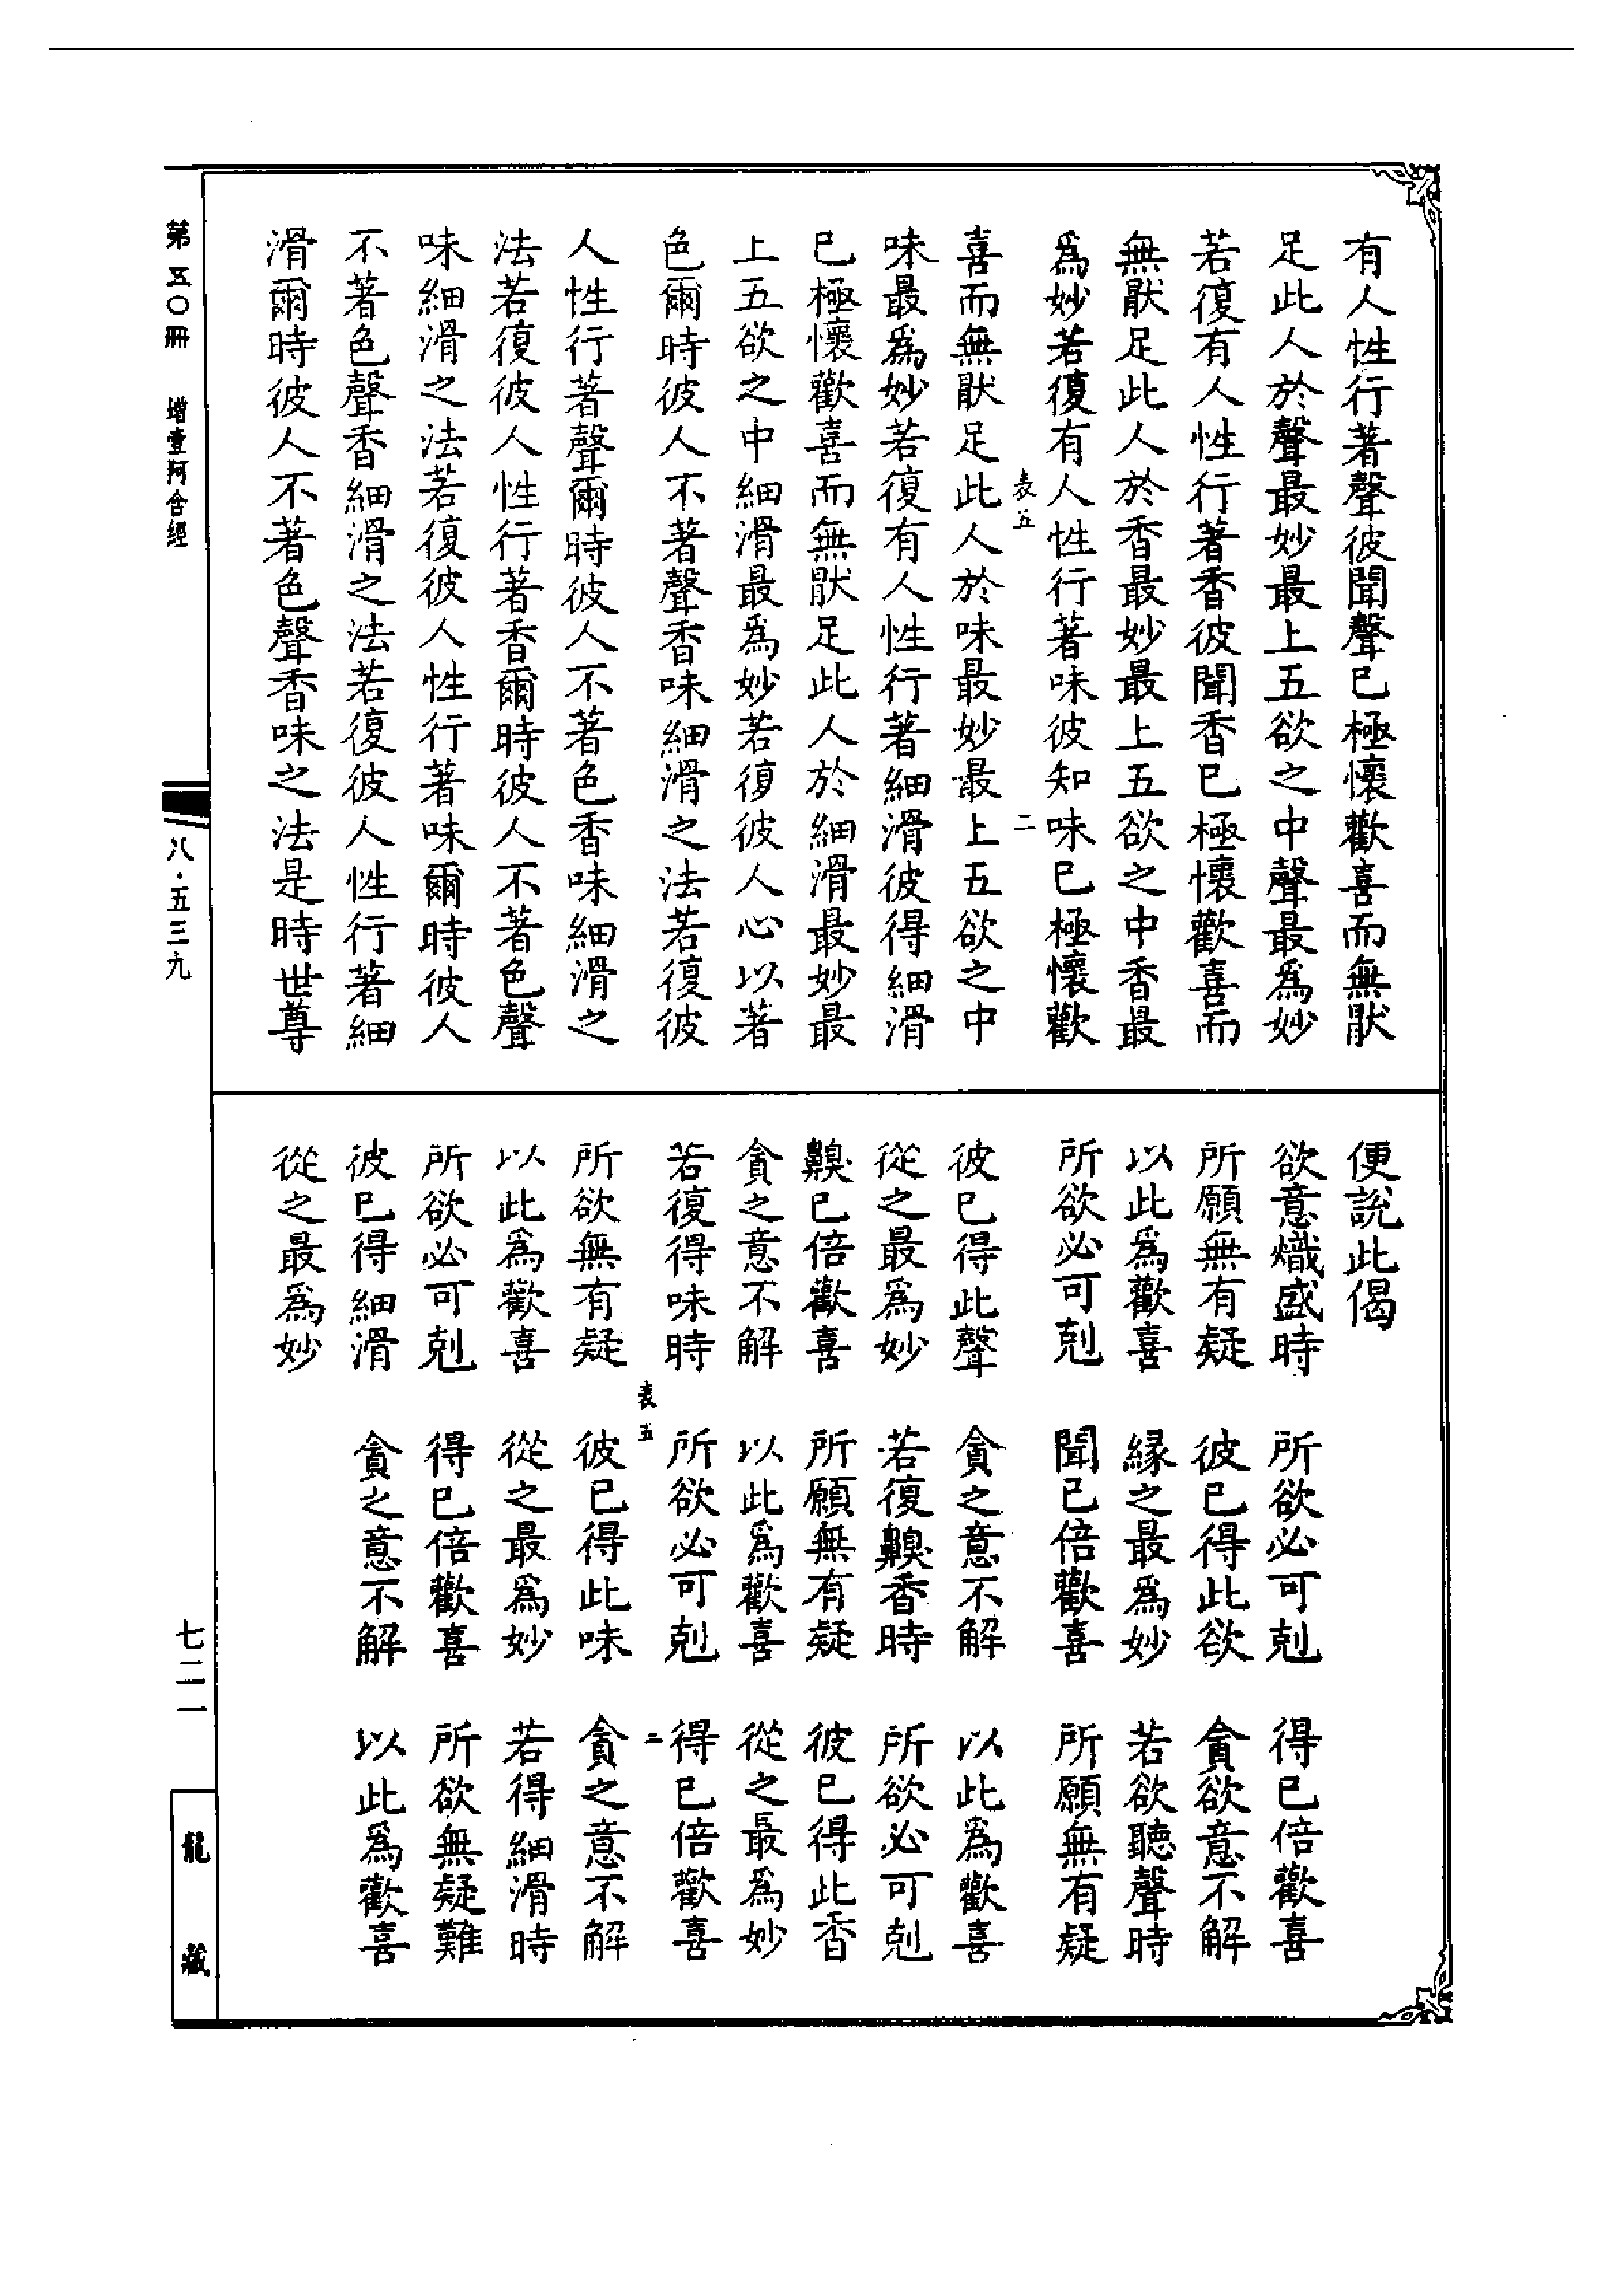 有人性行著聲彼聞聲已極懷歡喜而無猒
足此人於聲最妙最上五欲之中聲最為妙
若復有人性行著香彼聞香已極懷歡喜而
無猒足此人於香最妙最上五欲之中香最
為妙若復有人性行著味彼知味已極懷歡
表五
二
喜而無猒足此人於味最妙最上五欲之中
味最為妙若復有人性行著細滑彼得細滑
已極懷歡喜而無猒足此人於細滑最妙最
上五欲之中細滑最為妙若復彼人心以著
色爾時彼人不著聲香味細滑之法若復彼
人性行著聲爾時彼人不著色香味細滑之
法若復彼人性行著香爾時彼人不著色聲
味細滑之法若復彼人性行著味爾時彼人
不著色聲香細滑之法若復彼人性行著細
滑爾時彼人不著色聲香味之法是時世尊
便說此偈
欲意熾盛時　所欲必可剋　得已倍歡喜
所願無有疑　彼已得此欲　貪欲意不解
以此為歡喜　緣之最為妙　若欲聽聲時
所欲必可剋　聞已倍歡喜　所願無有疑
彼已得此聲　貪之意不解　以此為歡喜
從之最為妙　若復齅香時　所欲必可剋
齅已倍歡喜　所願無有疑　彼已得此香
貪之意不解　以此為歡喜　從之最為妙
若復得味時　所欲必可剋　得已倍歡喜
表五
二
所欲無有疑　彼已得此味　貪之意不解
以此為歡喜　從之最為妙　若得細滑時
所欲必可剋　得已倍歡喜　所欲無疑難
彼已得細滑　貪之意不解　以此為歡喜
從之最為妙
第五〇冊　增壹阿含經
八·五三九
七二一
龍藏